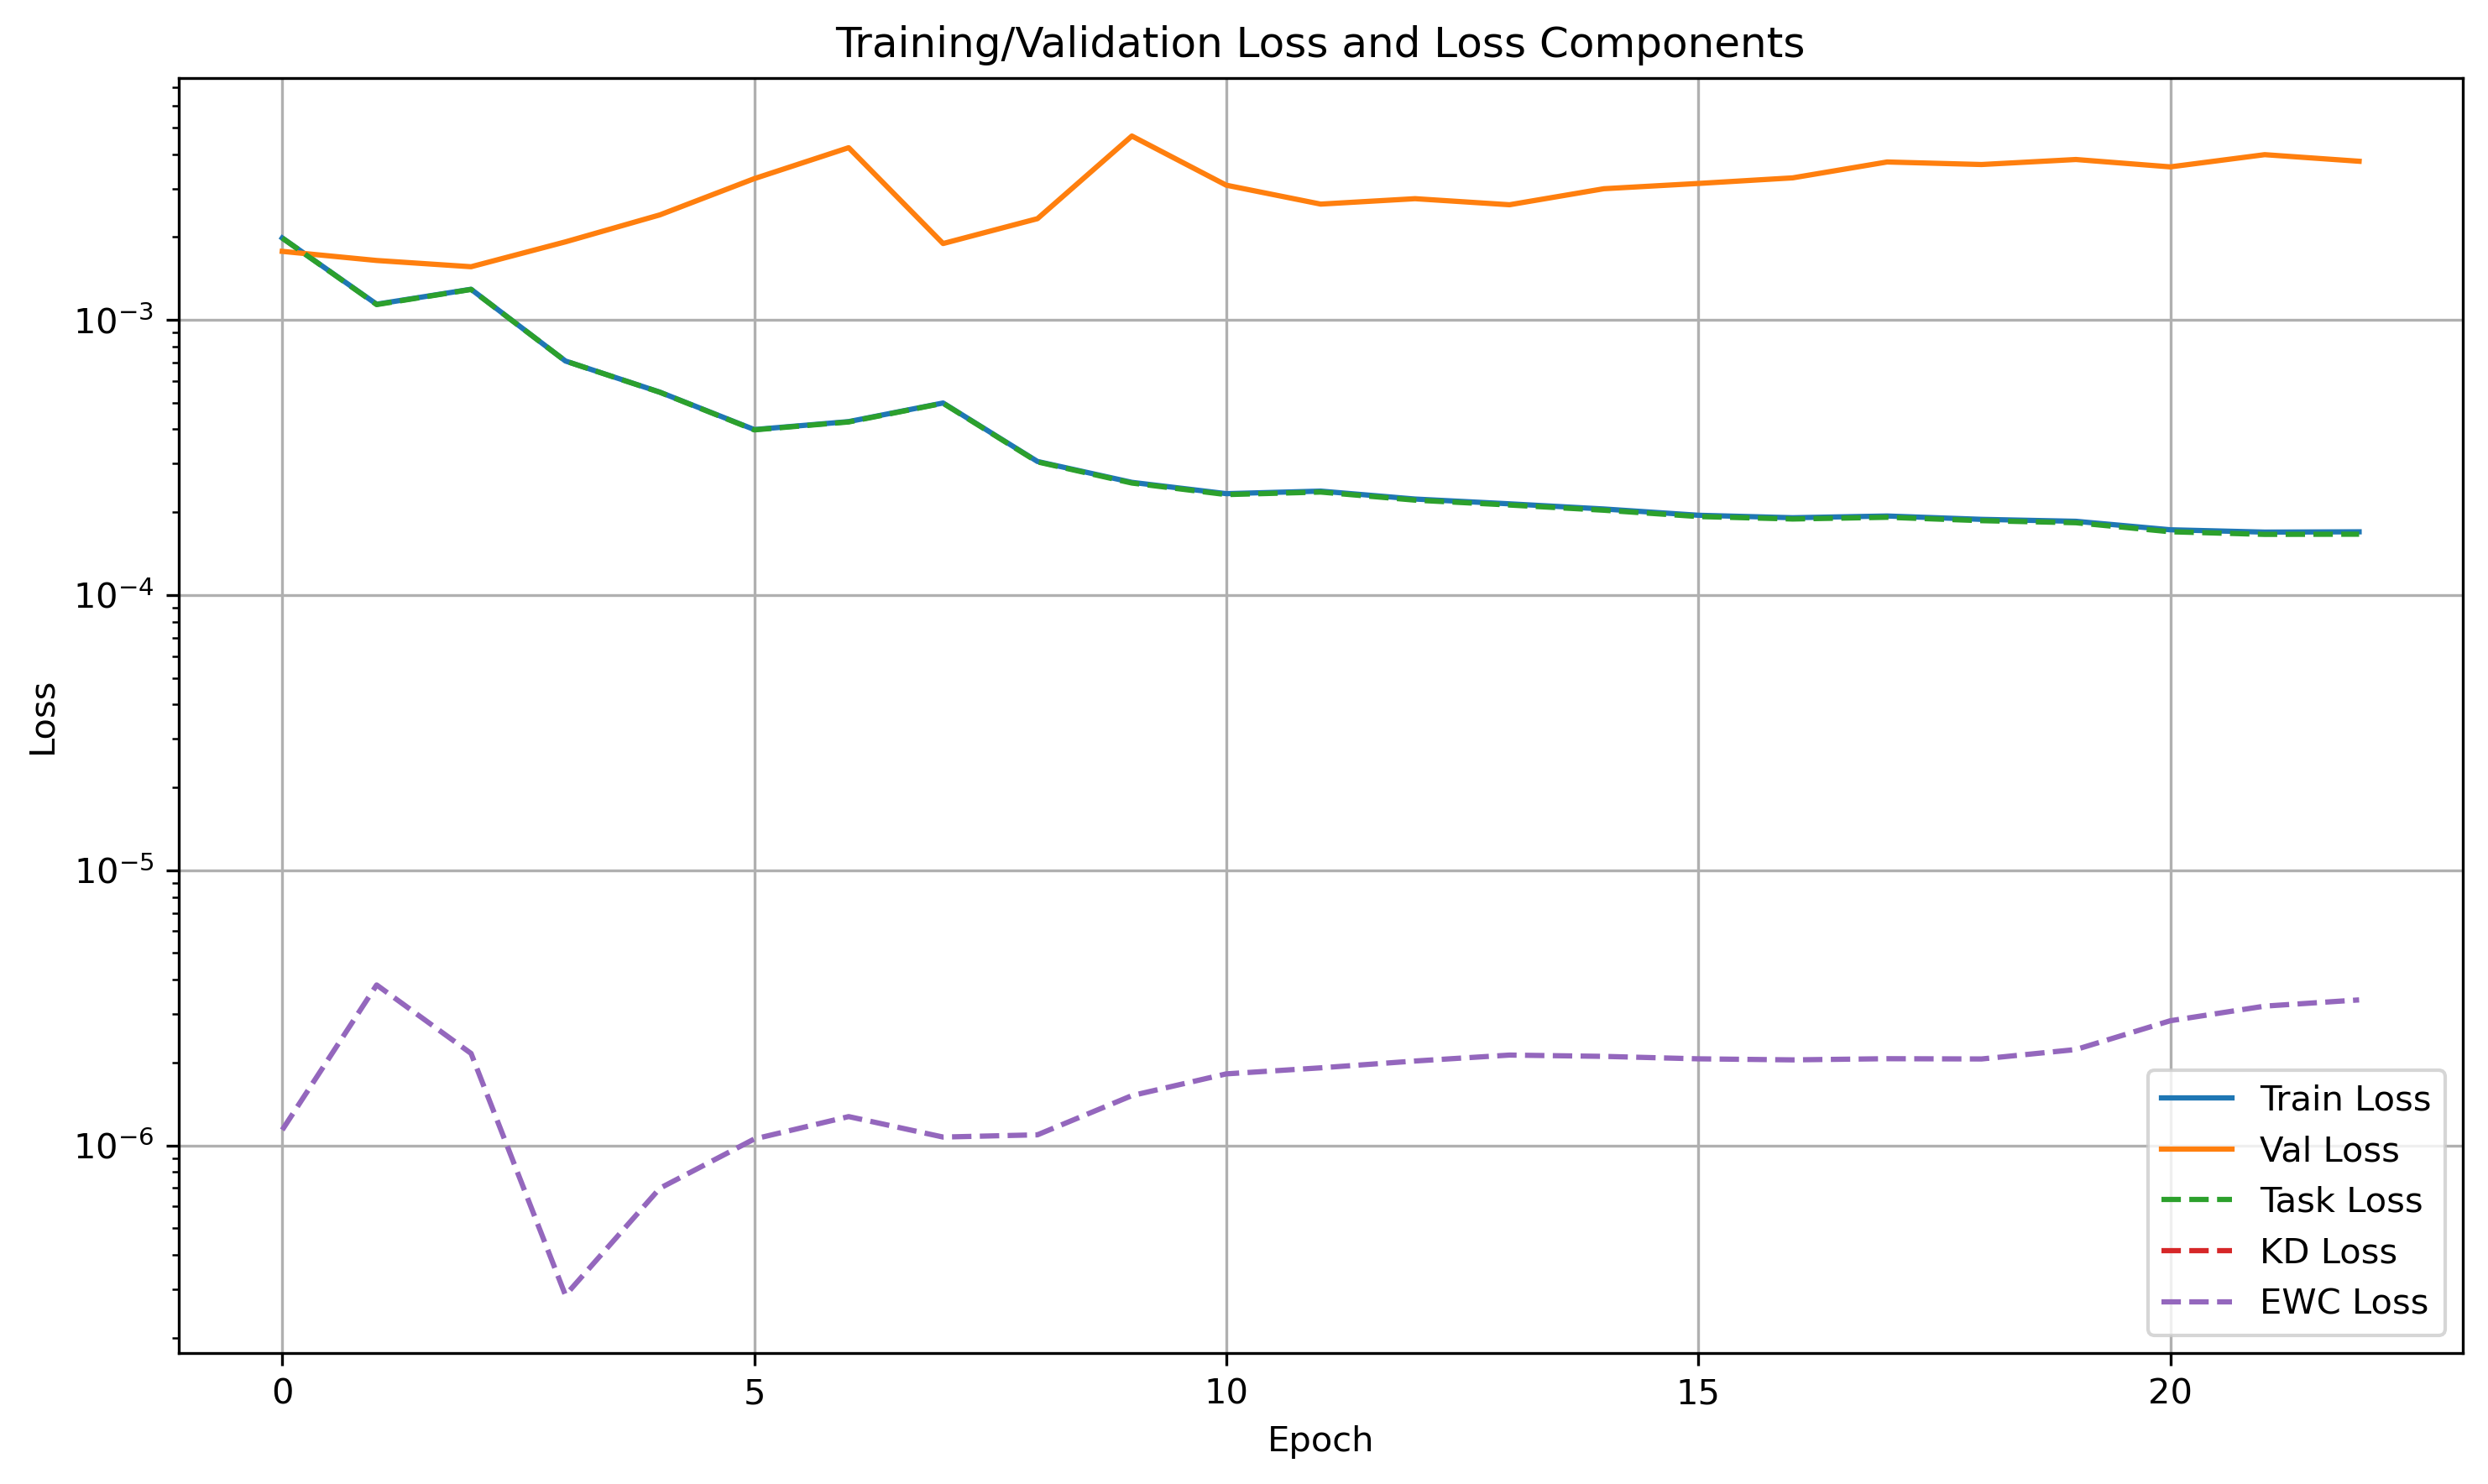 Training/Validation Loss and Loss Components
Loss
10⁻³
10⁻⁴
10⁻⁵
10⁻⁶
0 5 10 15 20
Epoch
Train Loss
Val Loss
Task Loss
KD Loss
EWC Loss